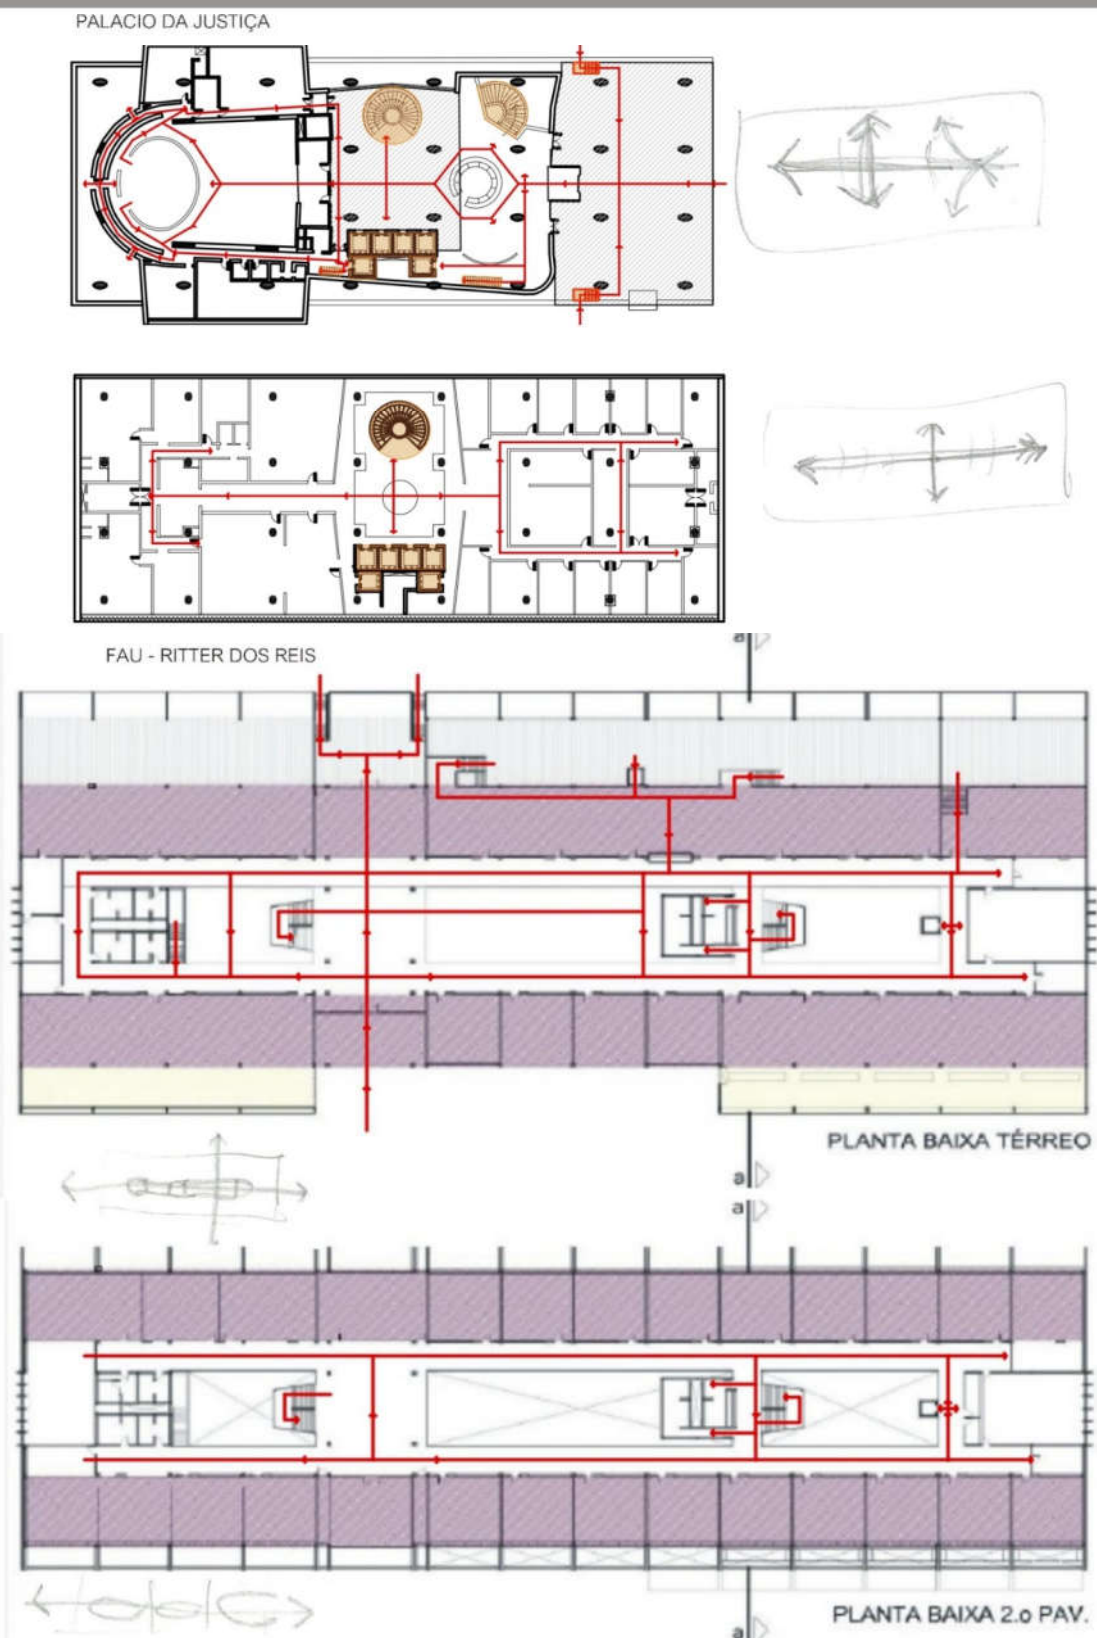 PALACIO DA JUSTIÇA
FAU - RITTER DOS REIS
a
PLANTA BAIXA TÉRREO
a
a
PLANTA BAIXA 2.o PAV.
a